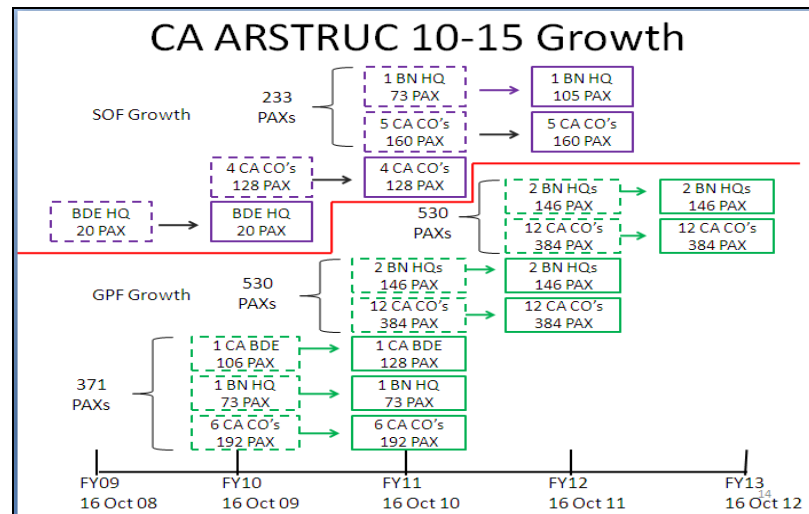 CA ARSTRUC 10-15 Growth
SOF Growth
233
PAXs
1 BN HQ
73 PAX
1 BN HQ
105 PAX
5 CA CO's
160 PAX
5 CA CO's
160 PAX
4 CA CO's
128 PAX
4 CA CO's
128 PAX
BDE HQ
20 PAX
BDE HQ
20 PAX
530
PAXs
2 BN HQs
146 PAX
2 BN HQs
146 PAX
12 CA CO's
384 PAX
12 CA CO's
384 PAX
GPF Growth
530
PAXs
2 BN HQs
146 PAX
2 BN HQs
146 PAX
12 CA CO's
384 PAX
12 CA CO's
384 PAX
371
PAXs
1 CA BDE
106 PAX
1 CA BDE
128 PAX
1 BN HQ
73 PAX
1 BN HQ
73 PAX
6 CA CO's
192 PAX
6 CA CO's
192 PAX
FY09
16 Oct 08
FY10
16 Oct 09
FY11
16 Oct 10
FY12
16 Oct 11
FY13
16 Oct 12
14